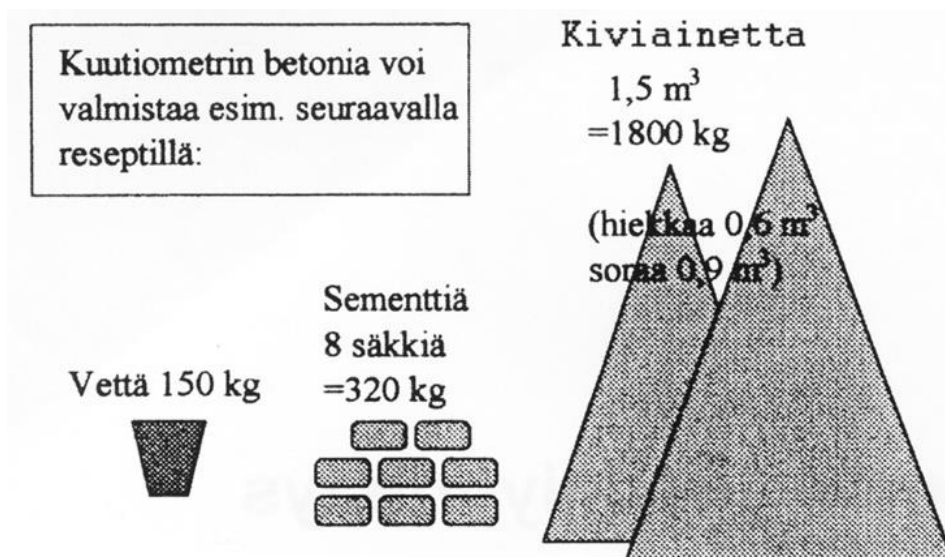 Kuutiometrin betonia voi
valmistaa esim. seuraavalla
reseptillä:
Kiviainetta
1,5 m³
=1800 kg
(hiekkaa 0,6 m³
soraa 0,9 m³)
Sementtiä
8 säkkiä
=320 kg
Vettä 150 kg